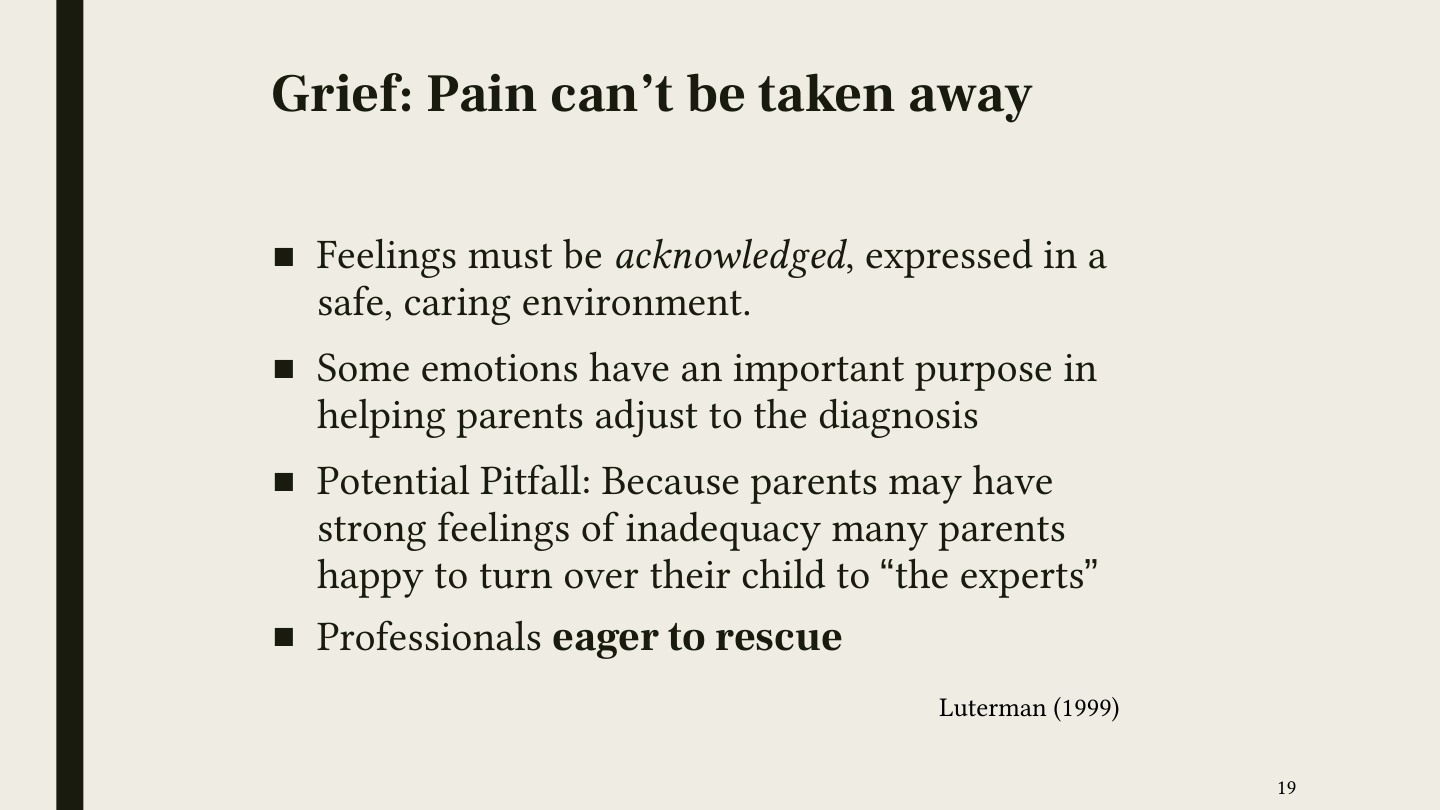 Grief: Pain can’t be taken away
■ Feelings must be acknowledged, expressed in a
safe, caring environment.
■ Some emotions have an important purpose in
helping parents adjust to the diagnosis
■ Potential Pitfall: Because parents may have
strong feelings of inadequacy many parents
happy to turn over their child to “the experts”
■ Professionals eager to rescue
Luterman (1999)
19